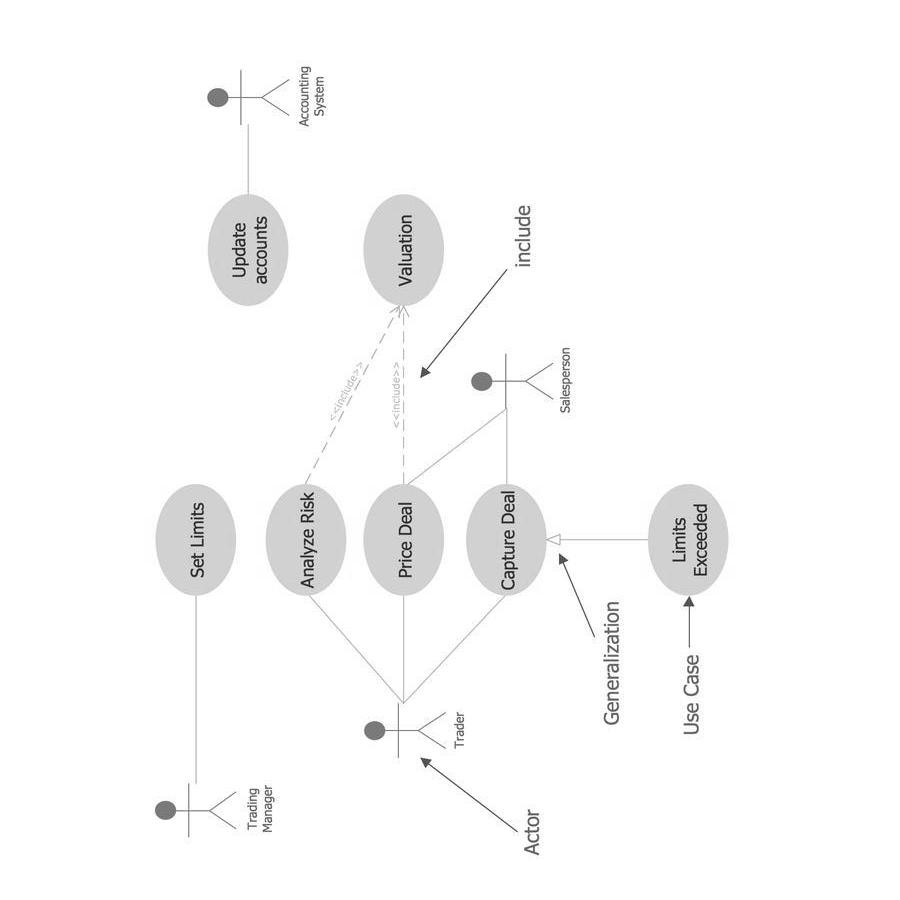 Trading
Manager
Set Limits
Update
accounts
Accounting
System
Analyze Risk
<<include>>
Trader
Price Deal
<<include>>
Valuation
Actor
Capture Deal
Salesperson
include
Generalization
Use Case
Limits
Exceeded